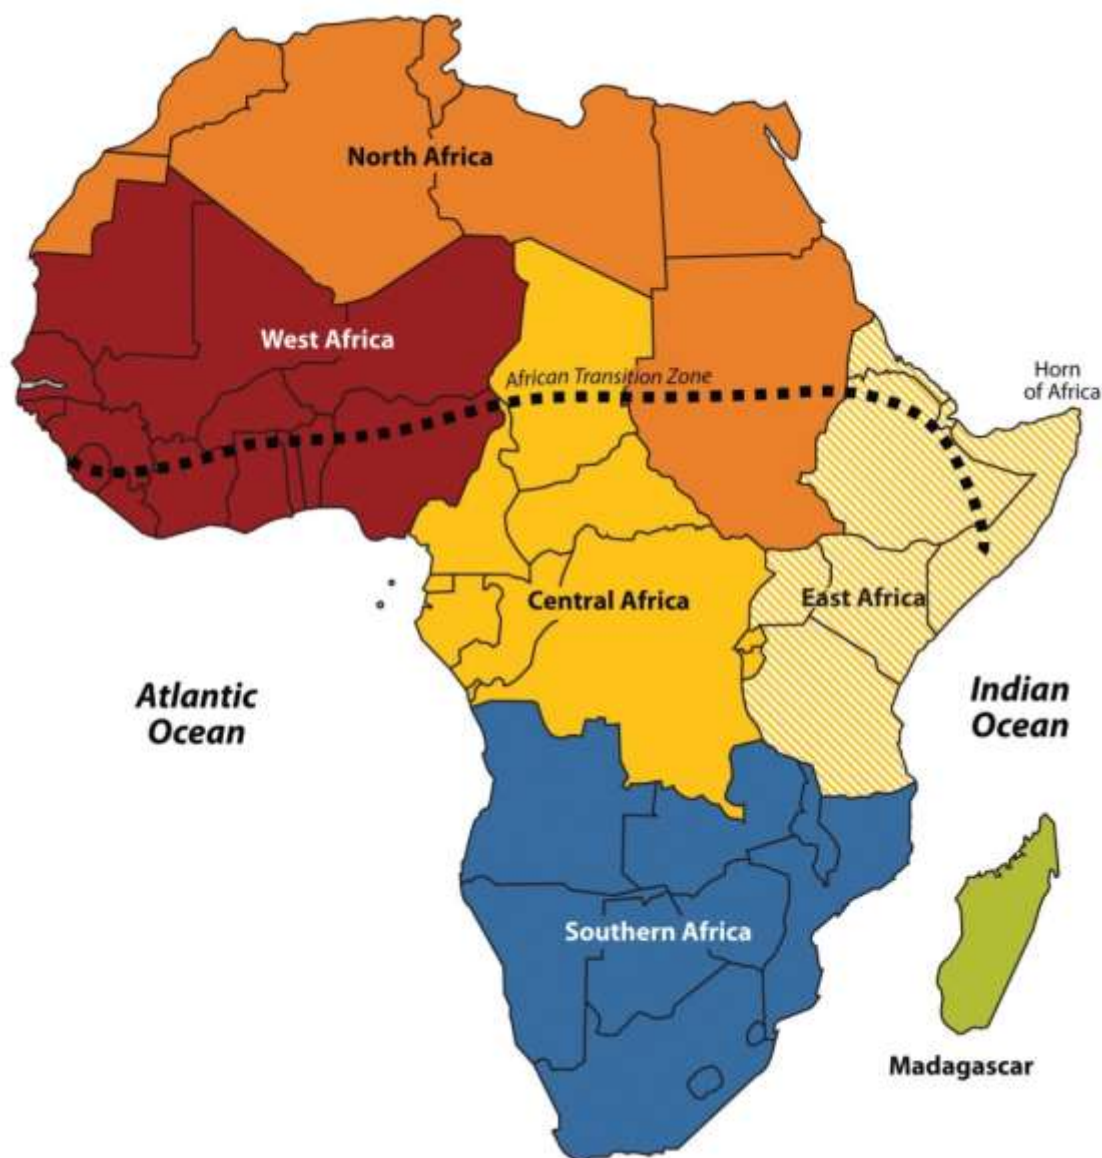 North Africa
West Africa
African Transition Zone
Horn
of Africa
Central Africa
East Africa
Atlantic
Ocean
Indian
Ocean
Southern Africa
Madagascar